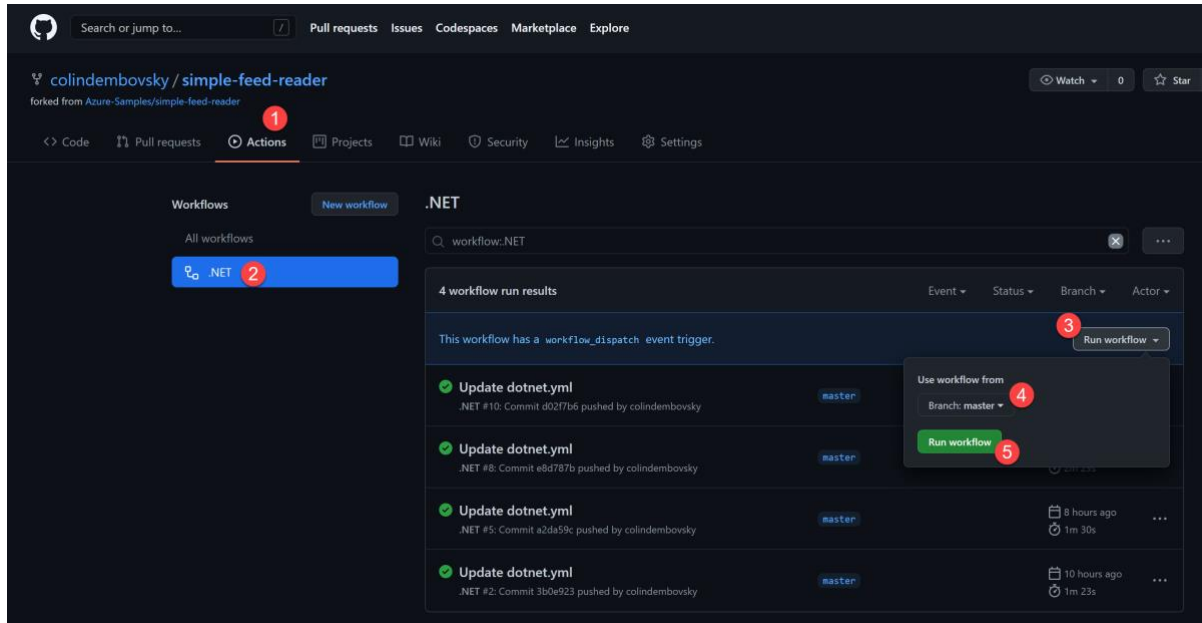 Search or jump to... /
Pull requests Issues Codespaces Marketplace Explore
colindembovsky / simple-feed-reader
Watch 0 Star
forked from Azure-Samples/simple-feed-reader
1
<> Code Pull requests Actions Projects Wiki Security Insights Settings
Workflows New workflow
All workflows
.NET 2
.NET
workflow:.NET
4 workflow run results Event Status Branch Actor
This workflow has a workflow_dispatch event trigger.
3
Run workflow
Use workflow from
Branch: master 4
Run workflow 5
Update dotnet.yml
.NET #10: Commit d02f7b6 pushed by colindembovsky
master
Update dotnet.yml
.NET #8: Commit e8d787b pushed by colindembovsky
master
Update dotnet.yml
.NET #5: Commit a2da59c pushed by colindembovsky
master
8 hours ago
1m 30s
Update dotnet.yml
.NET #2: Commit 3b0e923 pushed by colindembovsky
master
10 hours ago
1m 23s